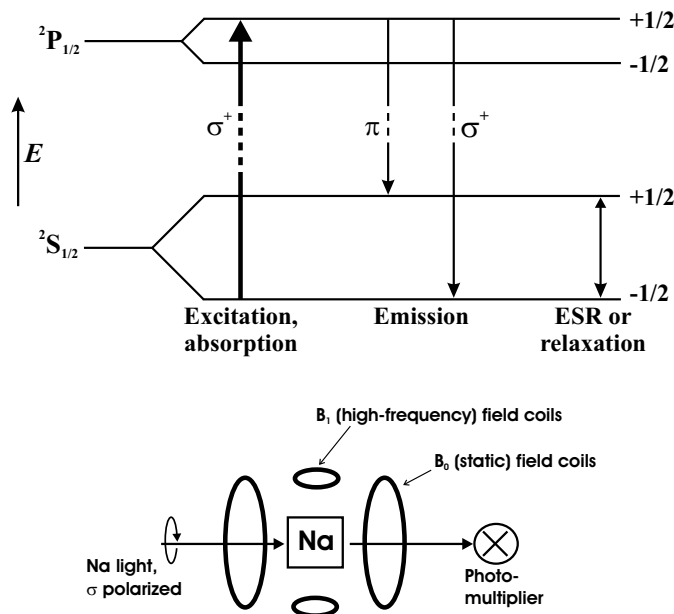 ²P₁/₂
+1/2
-1/2
σ⁺
π
σ⁺
E
+1/2
²S₁/₂
-1/2
Excitation,
absorption
Emission
ESR or
relaxation
B₁ (high-frequency) field coils
B₀ (static) field coils
Na
Na light,
σ polarized
Photo-
multiplier